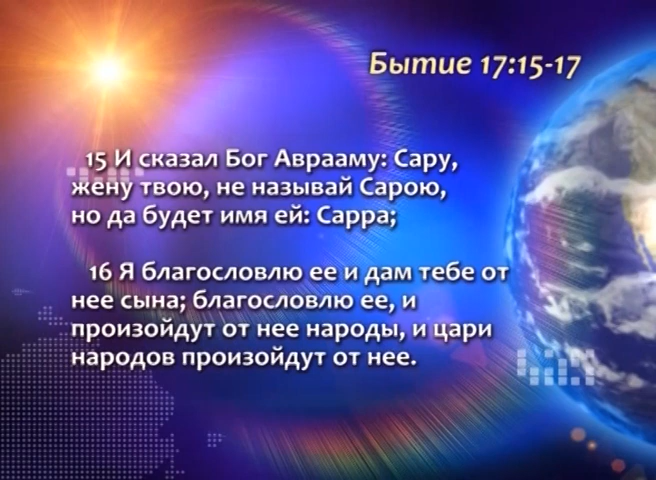 Бытие 17:15-17
15 И сказал Бог Аврааму: Сару,
жену твою, не называй Сарою,
но да будет имя ей: Сарра;
16 Я благословлю ее и дам тебе от
нее сына; благословлю ее, и
произойдут от нее народы, и цари
народов произойдут от нее.